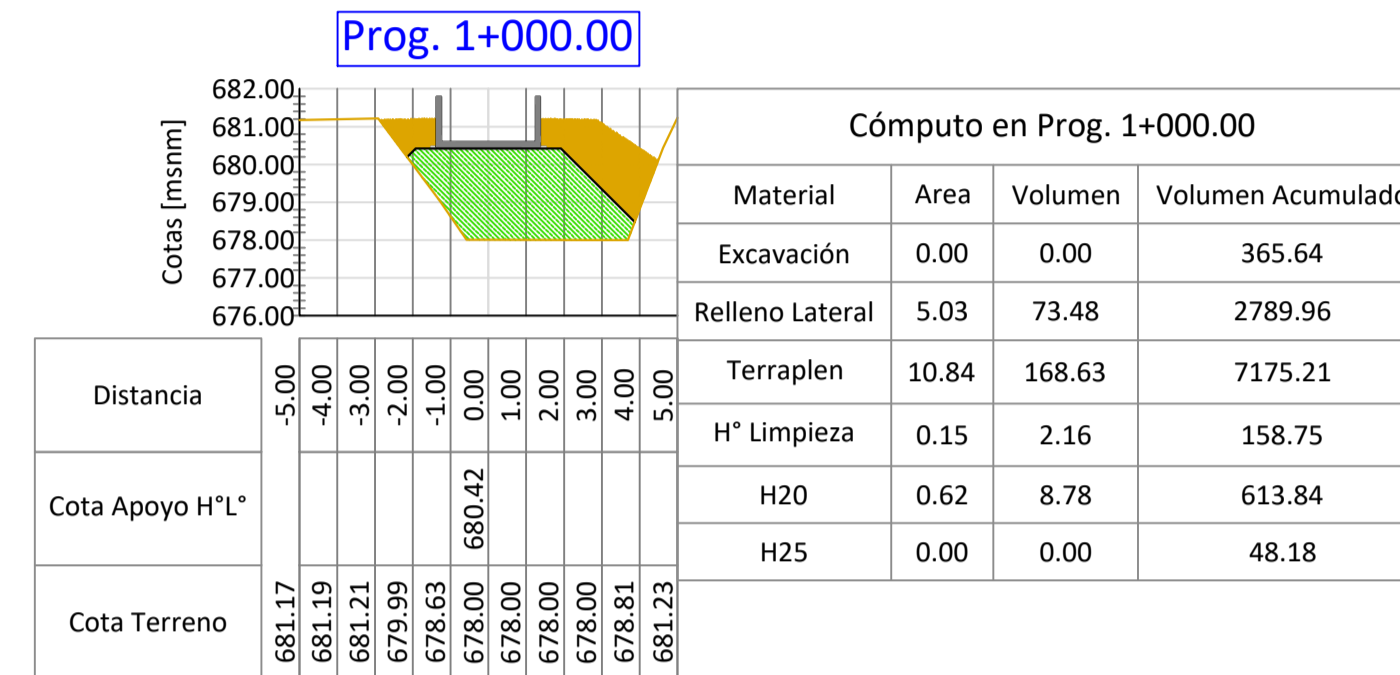 Prog. 1+000.00
Cotas [msnm]
682.00
681.00
680.00
679.00
678.00
677.00
676.00
Distancia -5.00 -4.00 -3.00 -2.00 -1.00 0.00 1.00 2.00 3.00 4.00 5.00
Cota Apoyo H°L° 680.42
Cota Terreno 681.17 681.19 681.21 679.99 678.63 678.00 678.00 678.00 678.00 678.81 681.23
Cómputo en Prog. 1+000.00
Material Area Volumen Volumen Acumulado
Excavación 0.00 0.00 365.64
Relleno Lateral 5.03 73.48 2789.96
Terraplen 10.84 168.63 7175.21
H° Limpieza 0.15 2.16 158.75
H20 0.62 8.78 613.84
H25 0.00 0.00 48.18